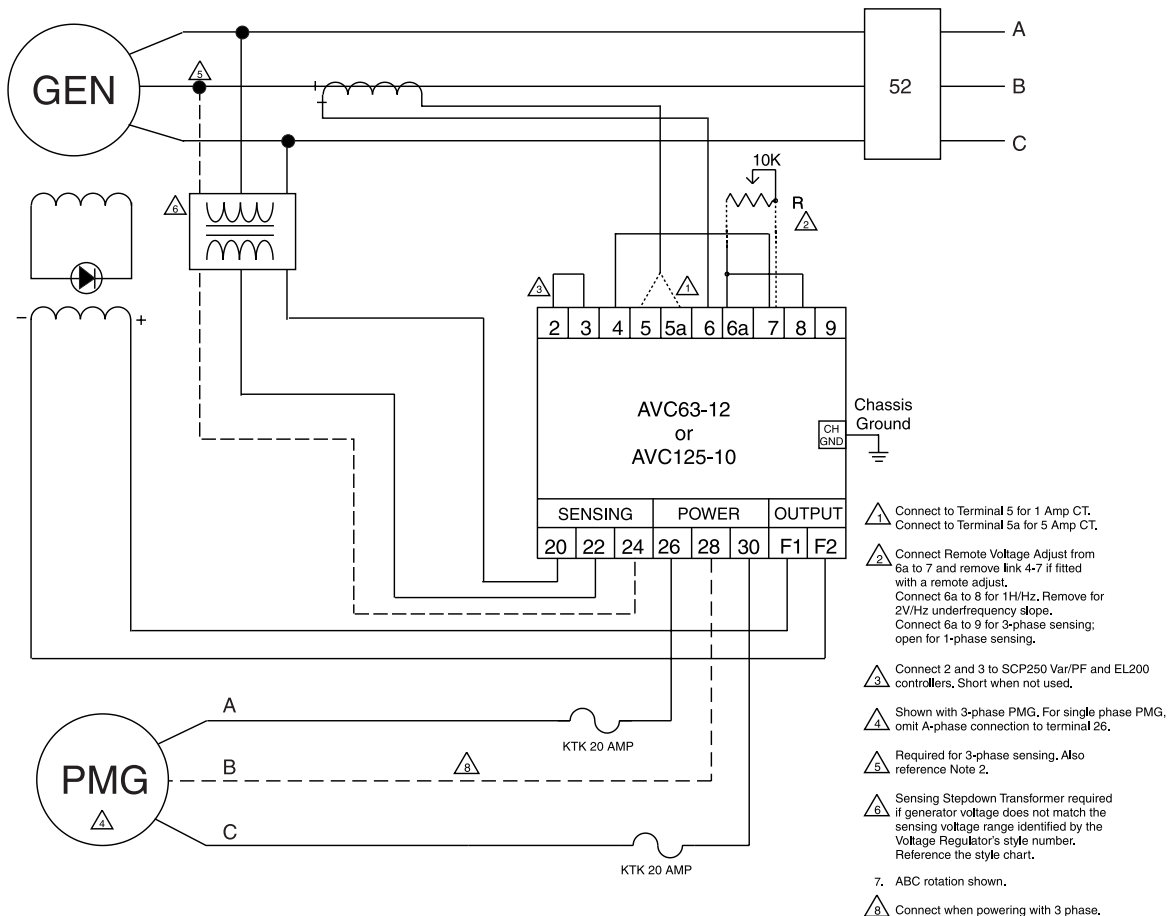 GEN
5
+
–
52
A
B
C
10K
R
2
6
3
1
–
+
2 3 4 5 5a 6 6a 7 8 9
AVC63-12
or
AVC125-10
CH
GND
Chassis
Ground
SENSING POWER OUTPUT
20 22 24 26 28 30 F1 F2
A
KTK 20 AMP
B
8
PMG
4
C
KTK 20 AMP
1 Connect to Terminal 5 for 1 Amp CT.
Connect to Terminal 5a for 5 Amp CT.
2 Connect Remote Voltage Adjust from
6a to 7 and remove link 4-7 if fitted
with a remote adjust.
Connect 6a to 8 for 1H/Hz. Remove for
2V/Hz underfrequency slope.
Connect 6a to 9 for 3-phase sensing;
open for 1-phase sensing.
3 Connect 2 and 3 to SCP250 Var/PF and EL200
controllers. Short when not used.
4 Shown with 3-phase PMG. For single phase PMG,
omit A-phase connection to terminal 26.
5 Required for 3-phase sensing. Also
reference Note 2.
6 Sensing Stepdown Transformer required
if generator voltage does not match the
sensing voltage range identified by the
Voltage Regulator's style number.
Reference the style chart.
7. ABC rotation shown.
8 Connect when powering with 3 phase.